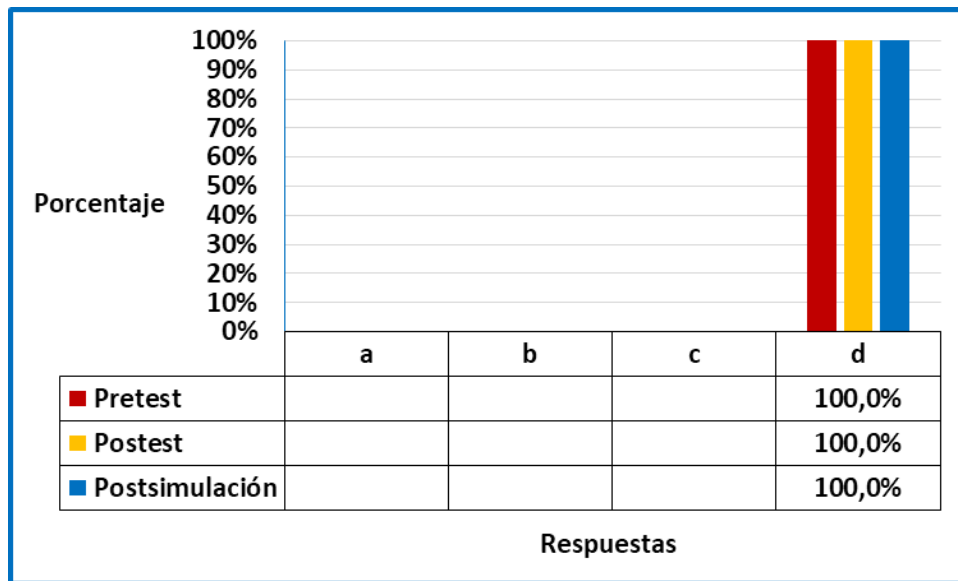 100%
90%
80%
70%
60%
50%
Porcentaje
40%
30%
20%
10%
0%
a b c d
Pretest 100,0%
Postest 100,0%
Postsimulación 100,0%
Respuestas